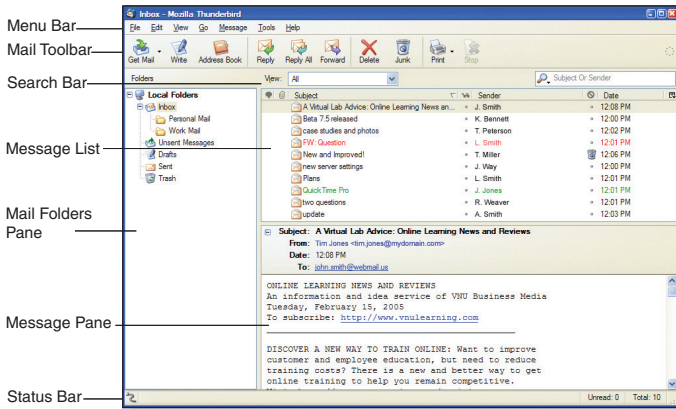 Inbox - Mozilla Thunderbird
Menu Bar
File Edit View Go Message Tools Help
Mail Toolbar
Get Mail Write Address Book Reply Reply All Forward Delete Junk Print Stop
Search Bar
Folders
View: All
Subject Or Sender
Local Folders
Inbox
Personal Mail
Work Mail
Unsent Messages
Drafts
Sent
Trash
Subject Sender Date
A Virtual Lab Advice: Online Learning News an... J. Smith 12:08 PM
Beta 7.5 released K. Bennett 12:00 PM
case studies and photos T. Peterson 12:02 PM
FW: Question L. Smith 12:01 PM
New and Improved! T. Miller 12:06 PM
new server settings J. Way 12:00 PM
Plans L. Smith 12:01 PM
QuickTime Pro J. Jones 12:01 PM
two questions R. Weaver 12:01 PM
update A. Smith 12:03 PM
Message List
Mail Folders
Pane
Subject: A Virtual Lab Advice: Online Learning News and Reviews
From: Tim Jones <tim.jones@mydomain.com>
Date: 12:08 PM
To: john.smith@webmail.us
Message Pane
ONLINE LEARNING NEWS AND REVIEWS
An information and idea service of VNU Business Media
Tuesday, February 15, 2005
To subscribe: http://www.vnulearning.com
DISCOVER A NEW WAY TO TRAIN ONLINE: Want to improve
customer and employee education, but need to reduce
training costs? There is a new and better way to get
online training to help you remain competitive.
Status Bar
Unread: 0 Total: 10